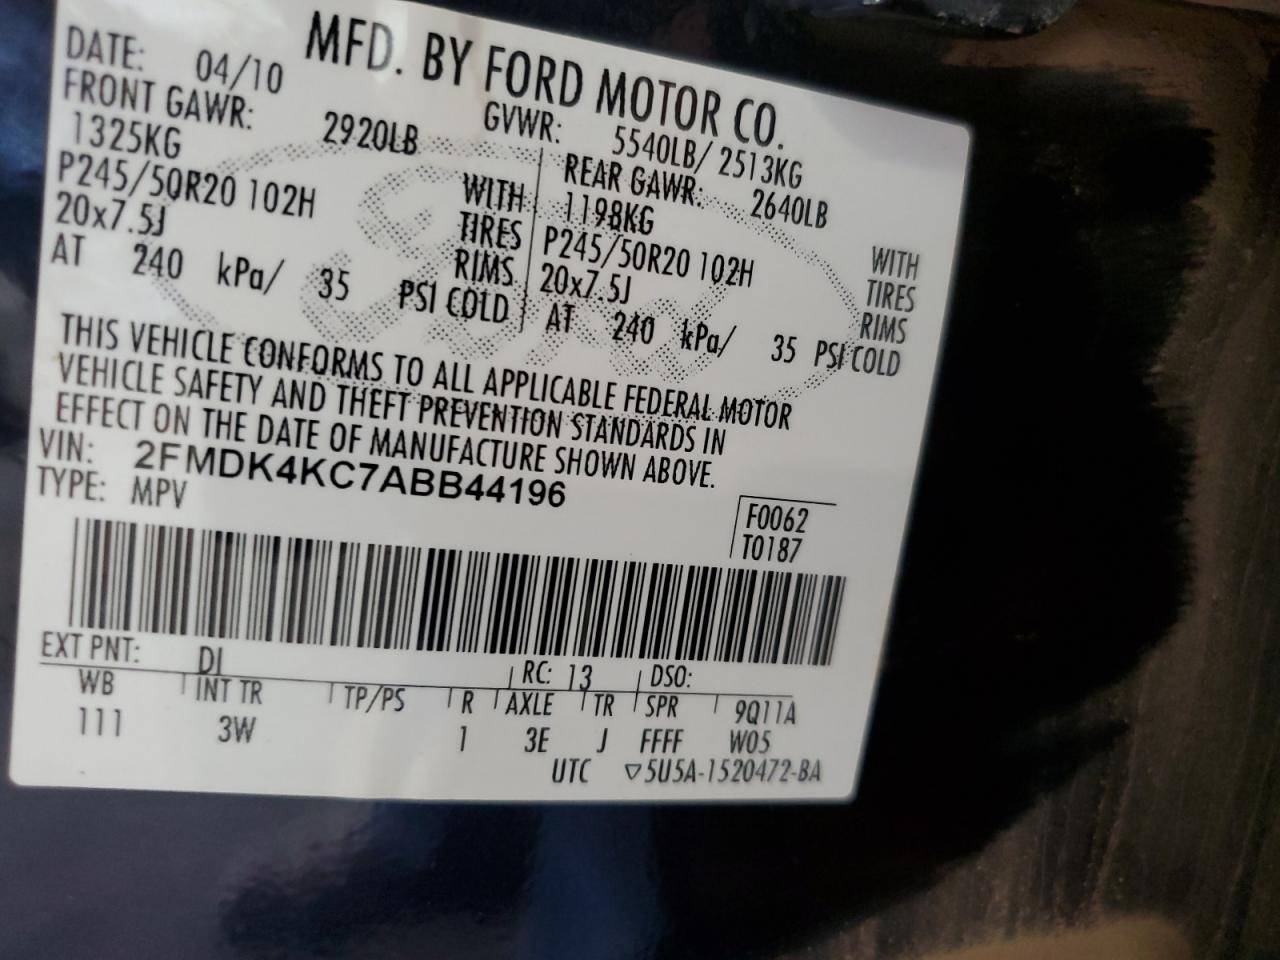 MFD. BY FORD MOTOR CO.
DATE: 04/10 GVWR: 5540LB/ 2513KG
FRONT GAWR: 2920LB
1325KG WITH
P245/50R20 102H TIRES
20x7.5J RIMS
AT 240 kPa/ 35 PSI COLD
REAR GAWR: 2640LB
1198KG WITH
P245/50R20 102H TIRES
20x7.5J RIMS
AT 240 kPa/ 35 PSI COLD
THIS VEHICLE CONFORMS TO ALL APPLICABLE FEDERAL MOTOR
VEHICLE SAFETY AND THEFT PREVENTION STANDARDS IN
EFFECT ON THE DATE OF MANUFACTURE SHOWN ABOVE.
VIN: 2FMDK4KC7ABB44196
TYPE: MPV
F0062
T0187
EXT PNT: DI RC: 13 DSO:
WB INT TR TP/PS R AXLE TR SPR 9Q11A
111 3W 1 3E J FFFF W05
UTC ▽5U5A-1520472-BA